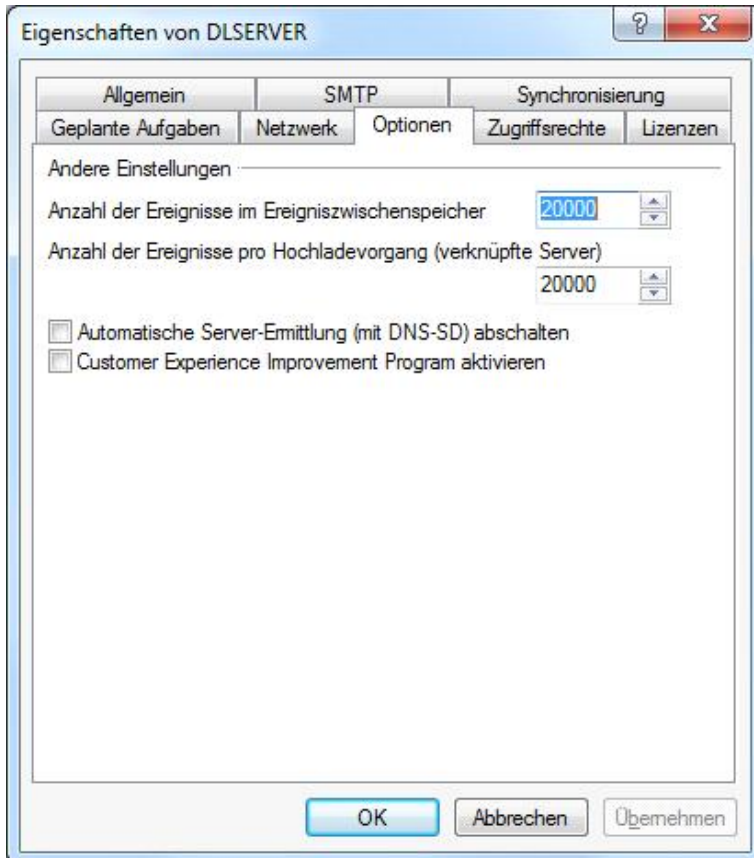 Eigenschaften von DLSERVER
Allgemein SMTP Synchronisierung
Geplante Aufgaben Netzwerk Optionen Zugriffsrechte Lizenzen
Andere Einstellungen
Anzahl der Ereignisse im Ereigniszwischenspeicher 20000
Anzahl der Ereignisse pro Hochladevorgang (verknüpfte Server)
20000
Automatische Server-Ermittlung (mit DNS-SD) abschalten
Customer Experience Improvement Program aktivieren
OK Abbrechen Übernehmen